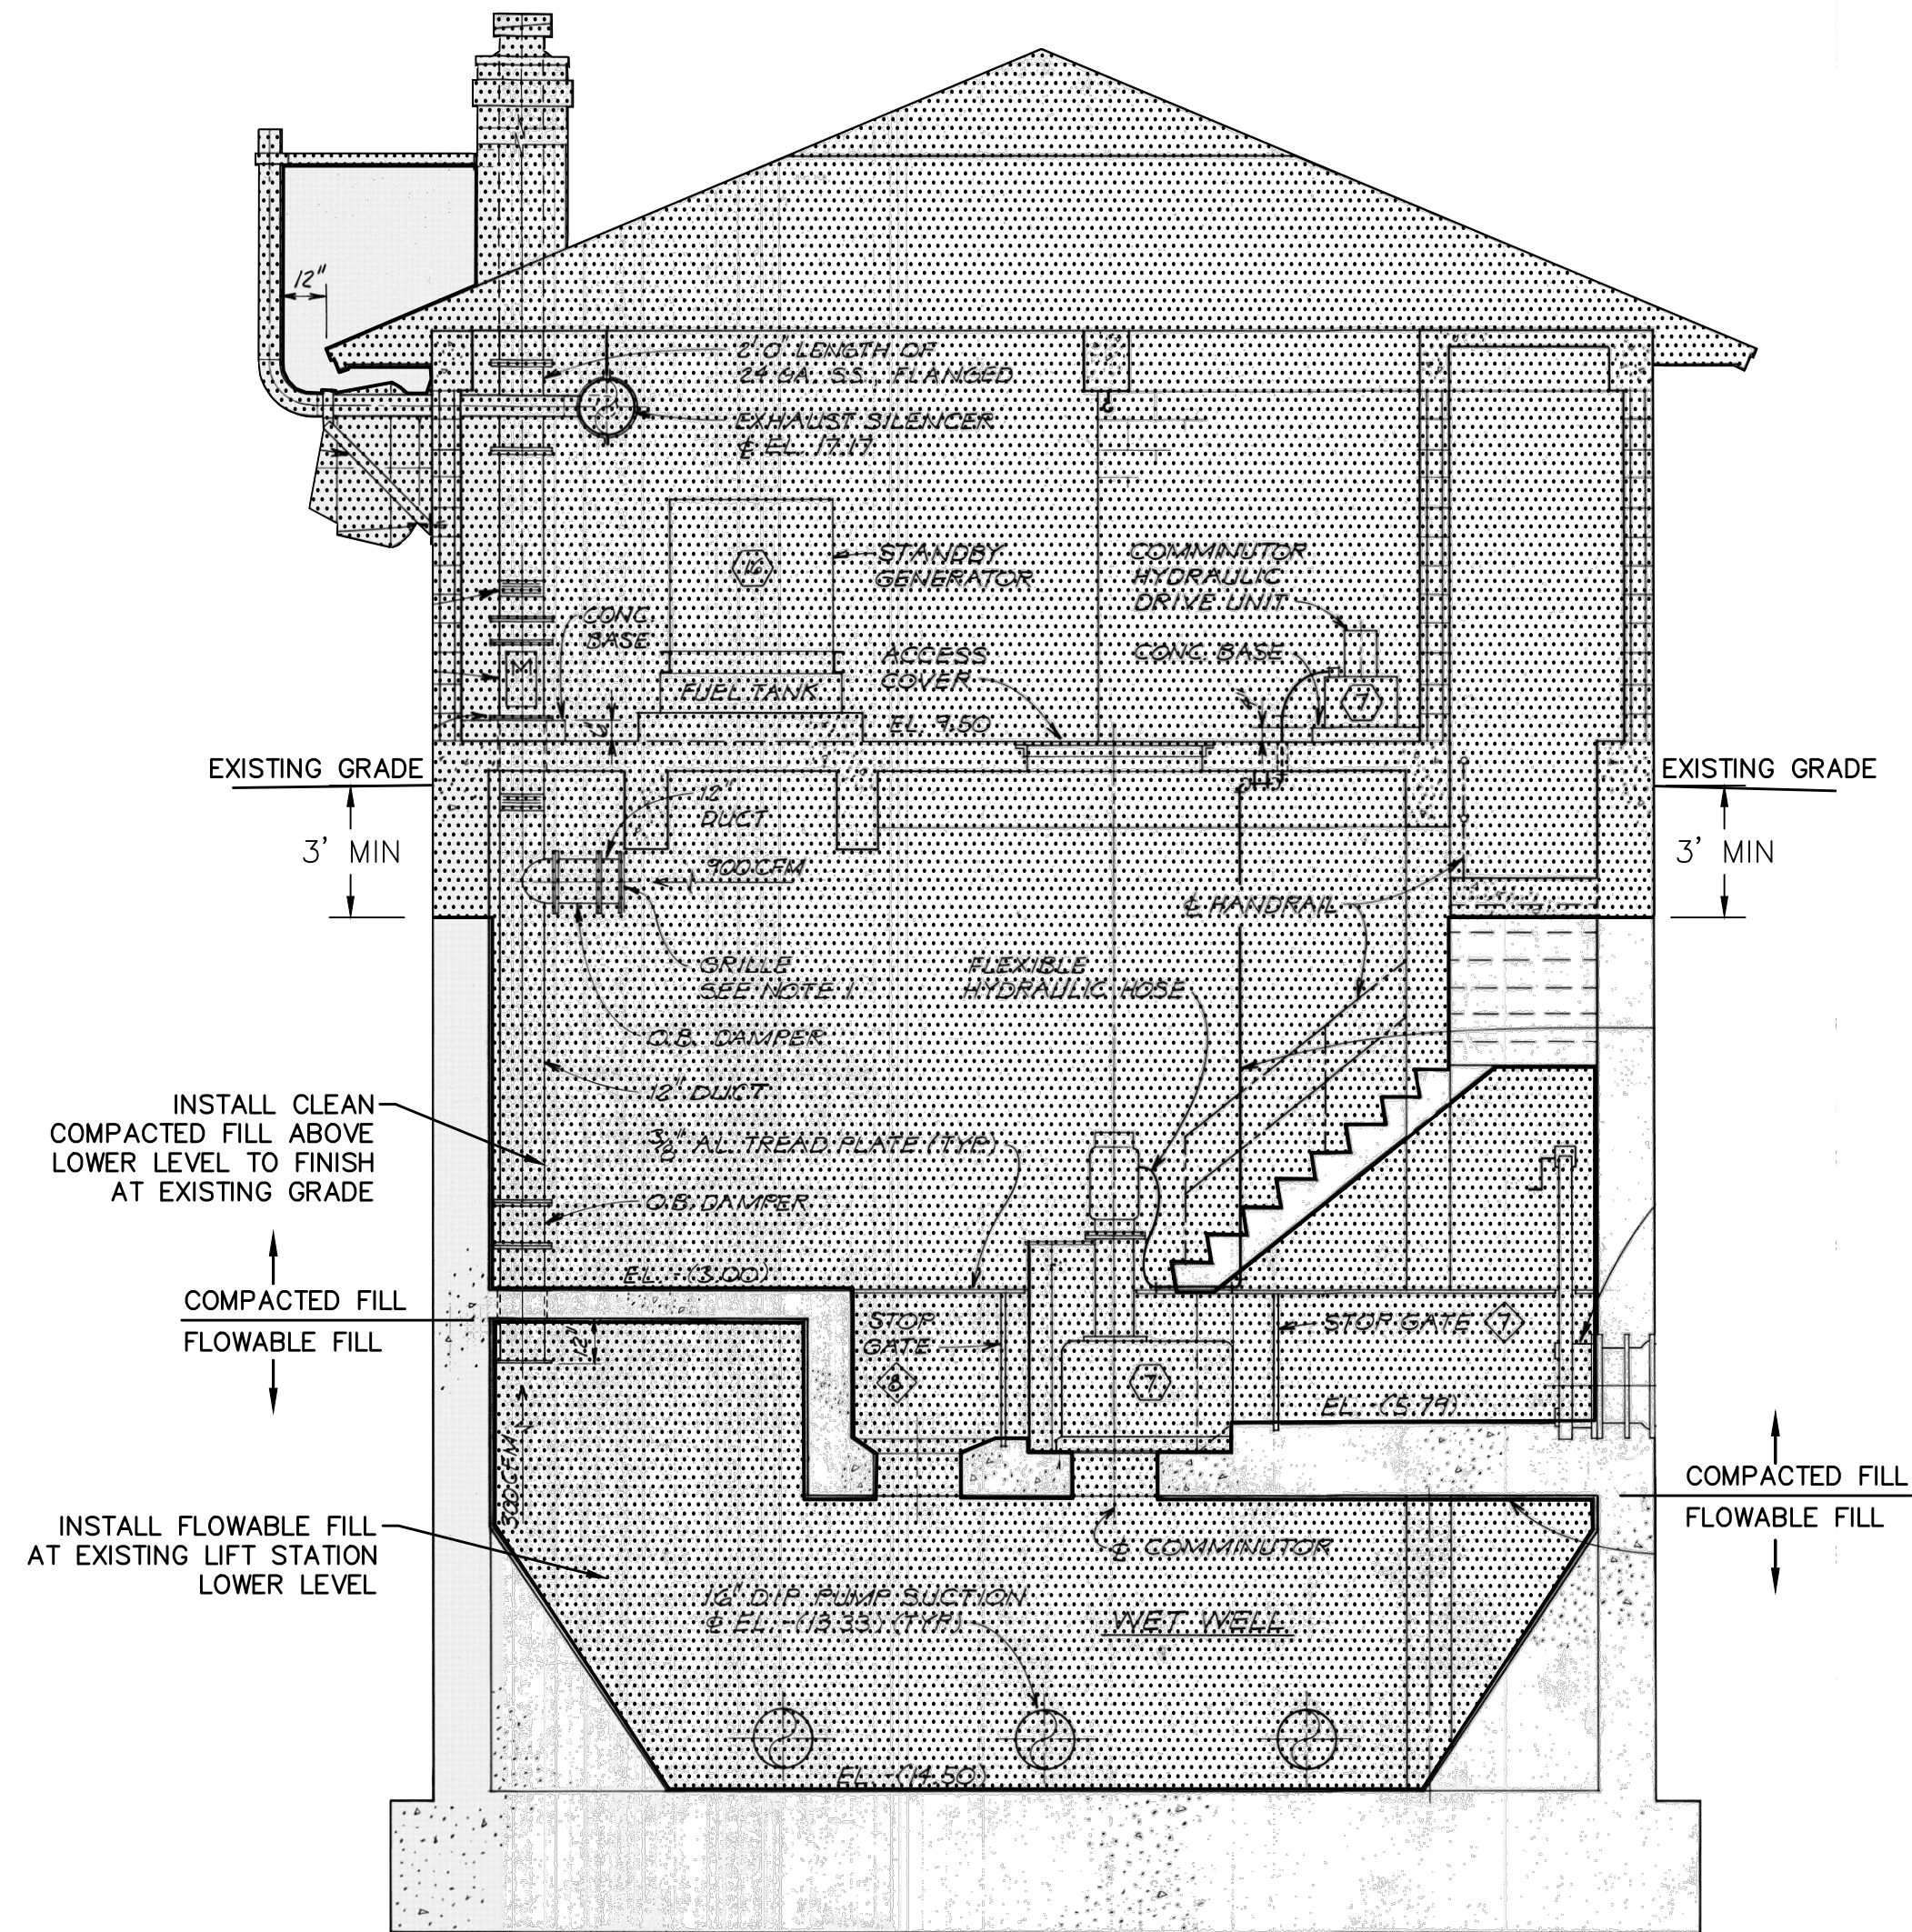 12"
2'0" LENGTH OF
24 GA. S.S., FLANGED
EXHAUST SILENCER
℄ EL. 17.17
16
STANDBY
GENERATOR
COMMINUTOR
HYDRAULIC
DRIVE UNIT
CONC.
BASE
M
FUEL TANK
ACCESS
COVER
EL. 9.50
CONC. BASE
4"
7
EXISTING GRADE
3' MIN
EXISTING GRADE
3' MIN
12"
DUCT
900 CFM
℄ HANDRAIL
GRILLE
SEE NOTE 1
FLEXIBLE
HYDRAULIC HOSE
O.B. DAMPER
12" DUCT
INSTALL CLEAN
COMPACTED FILL ABOVE
LOWER LEVEL TO FINISH
AT EXISTING GRADE
3/8" AL TREAD PLATE (TYP.)
O.B. DAMPER
EL. -(3.00)
COMPACTED FILL
FLOWABLE FILL
12"
STOP
GATE
8
7
STOP GATE 7
EL. -(5.79)
300 CFM
COMPACTED FILL
FLOWABLE FILL
INSTALL FLOWABLE FILL
AT EXISTING LIFT STATION
LOWER LEVEL
℄ COMMINUTOR
16" D.I.P. PUMP SUCTION
℄ EL. -(13.33) (TYP.)
WET WELL
EL. -(14.50)